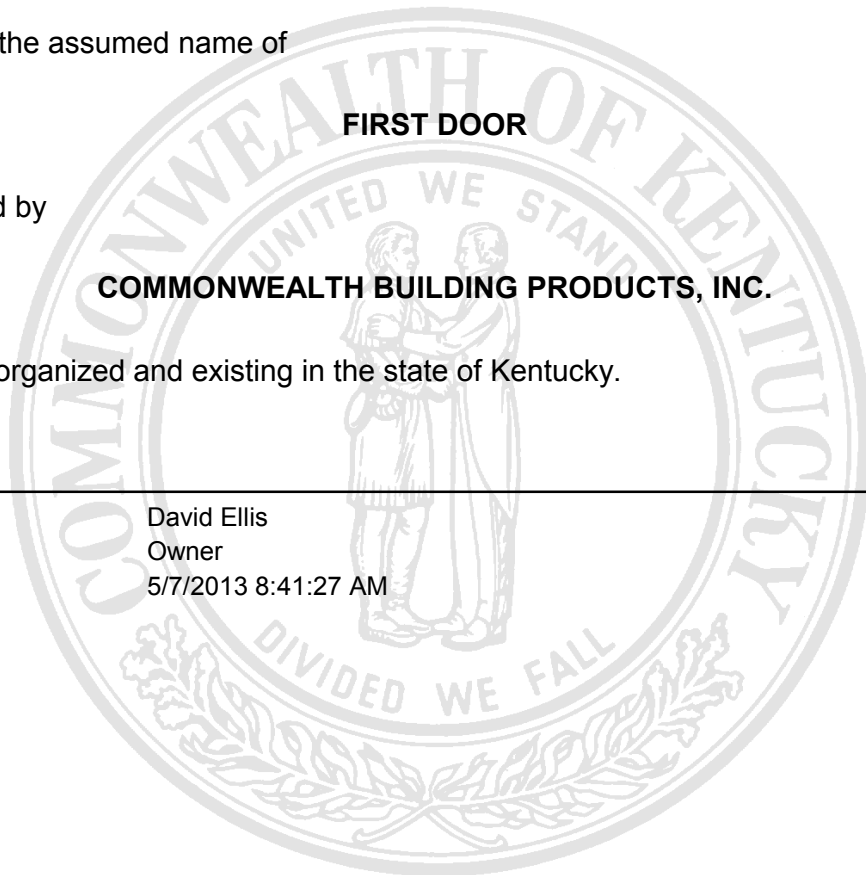 the assumed name of
FIRST DOOR
d by
COMMONWEALTH BUILDING PRODUCTS, INC.
organized and existing in the state of Kentucky.
David Ellis
Owner
5/7/2013 8:41:27 AM
COMMONWEALTH OF KENTUCKY
UNITED WE STAND
DIVIDED WE FALL